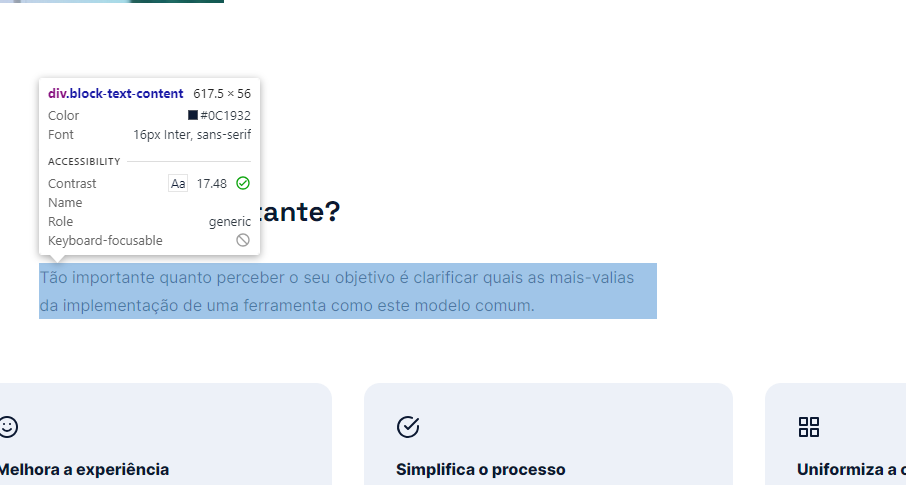 div.block-text-content 617.5 × 56
Color #0C1932
Font 16px Inter, sans-serif
ACCESSIBILITY
Contrast Aa 17.48
Name
Role generic
Keyboard-focusable
tante?
Tão importante quanto perceber o seu objetivo é clarificar quais as mais-valias
da implementação de uma ferramenta como este modelo comum.
Melhora a experiência
Simplifica o processo
Uniformiza a